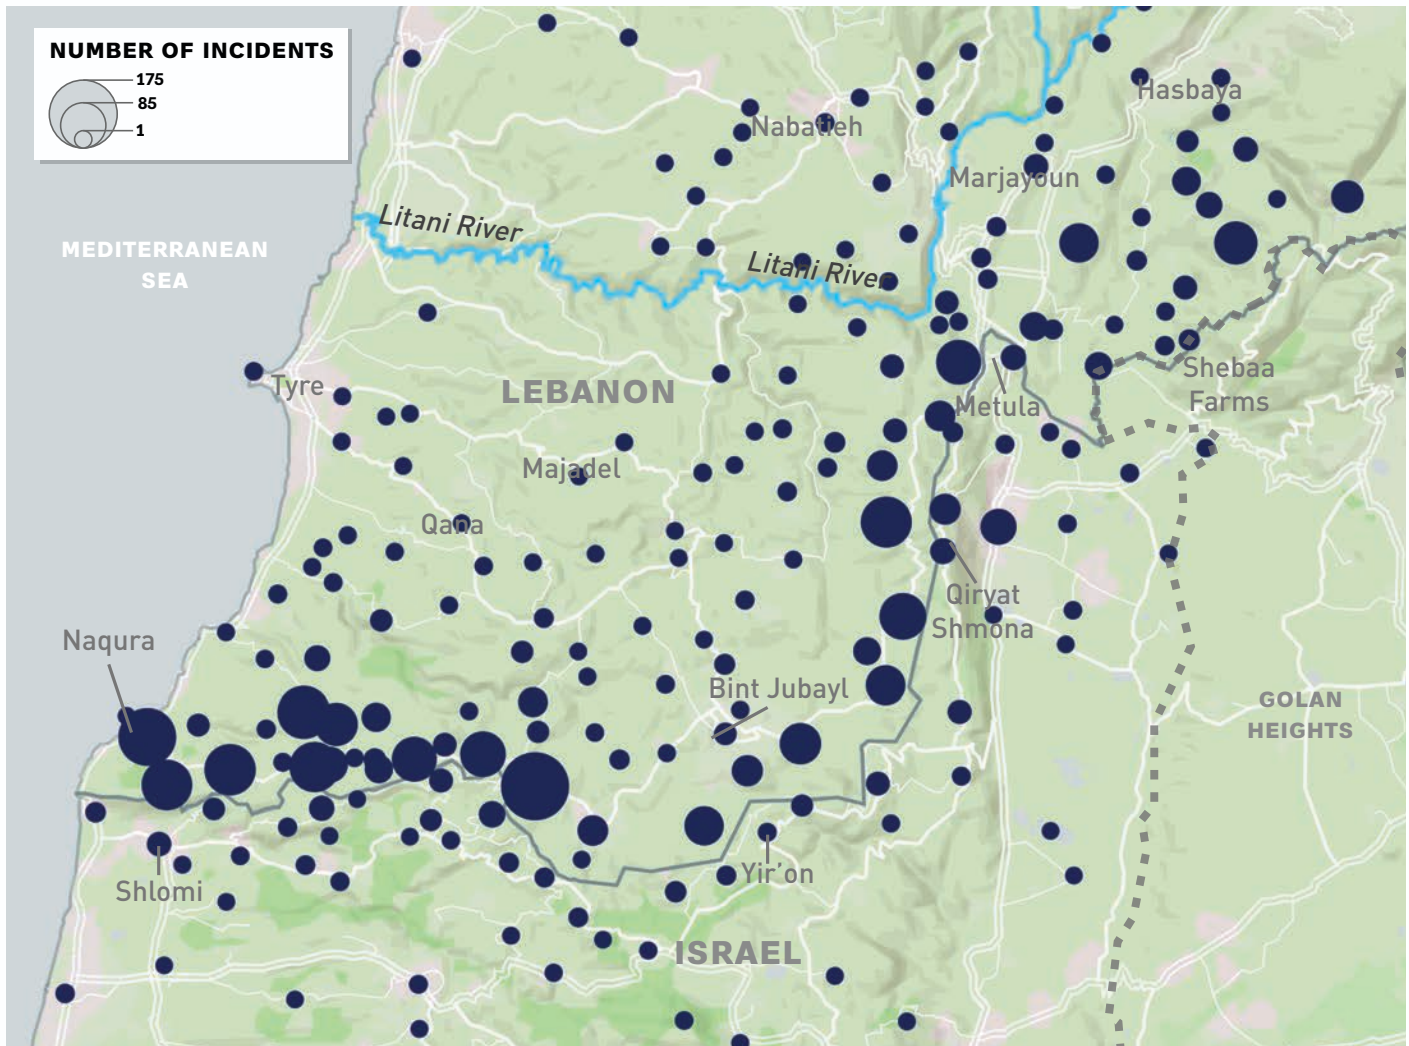 NUMBER OF INCIDENTS
175
85
1
Hasbaya
Nabatieh
Marjayoun
Litani River
MEDITERRANEAN
SEA
Litani River
Tyre
LEBANON
Shebaa
Farms
Metula
Majadel
Qana
Qiryat
Shmona
Naqura
Bint Jubayl
GOLAN
HEIGHTS
Yir'on
Shlomi
ISRAEL